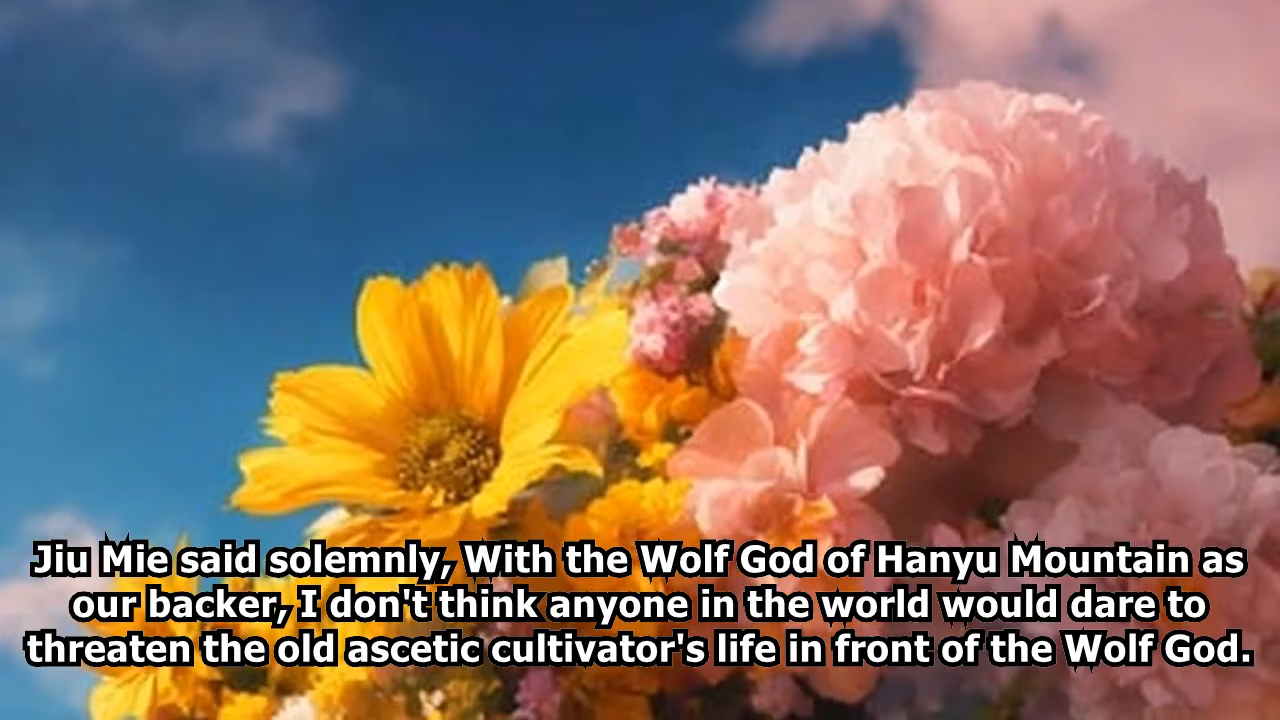 Jiu Mie said solemnly, With the Wolf God of Hanyu Mountain as
our backer, I don't think anyone in the world would dare to
threaten the old ascetic cultivator's life in front of the Wolf God.